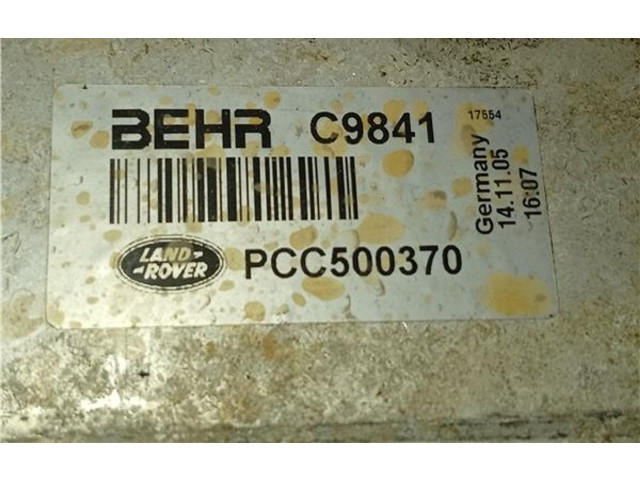 BEHR C9841 17554
LAND-
-ROVER
PCC500370
Germany
14.11.05
16:07